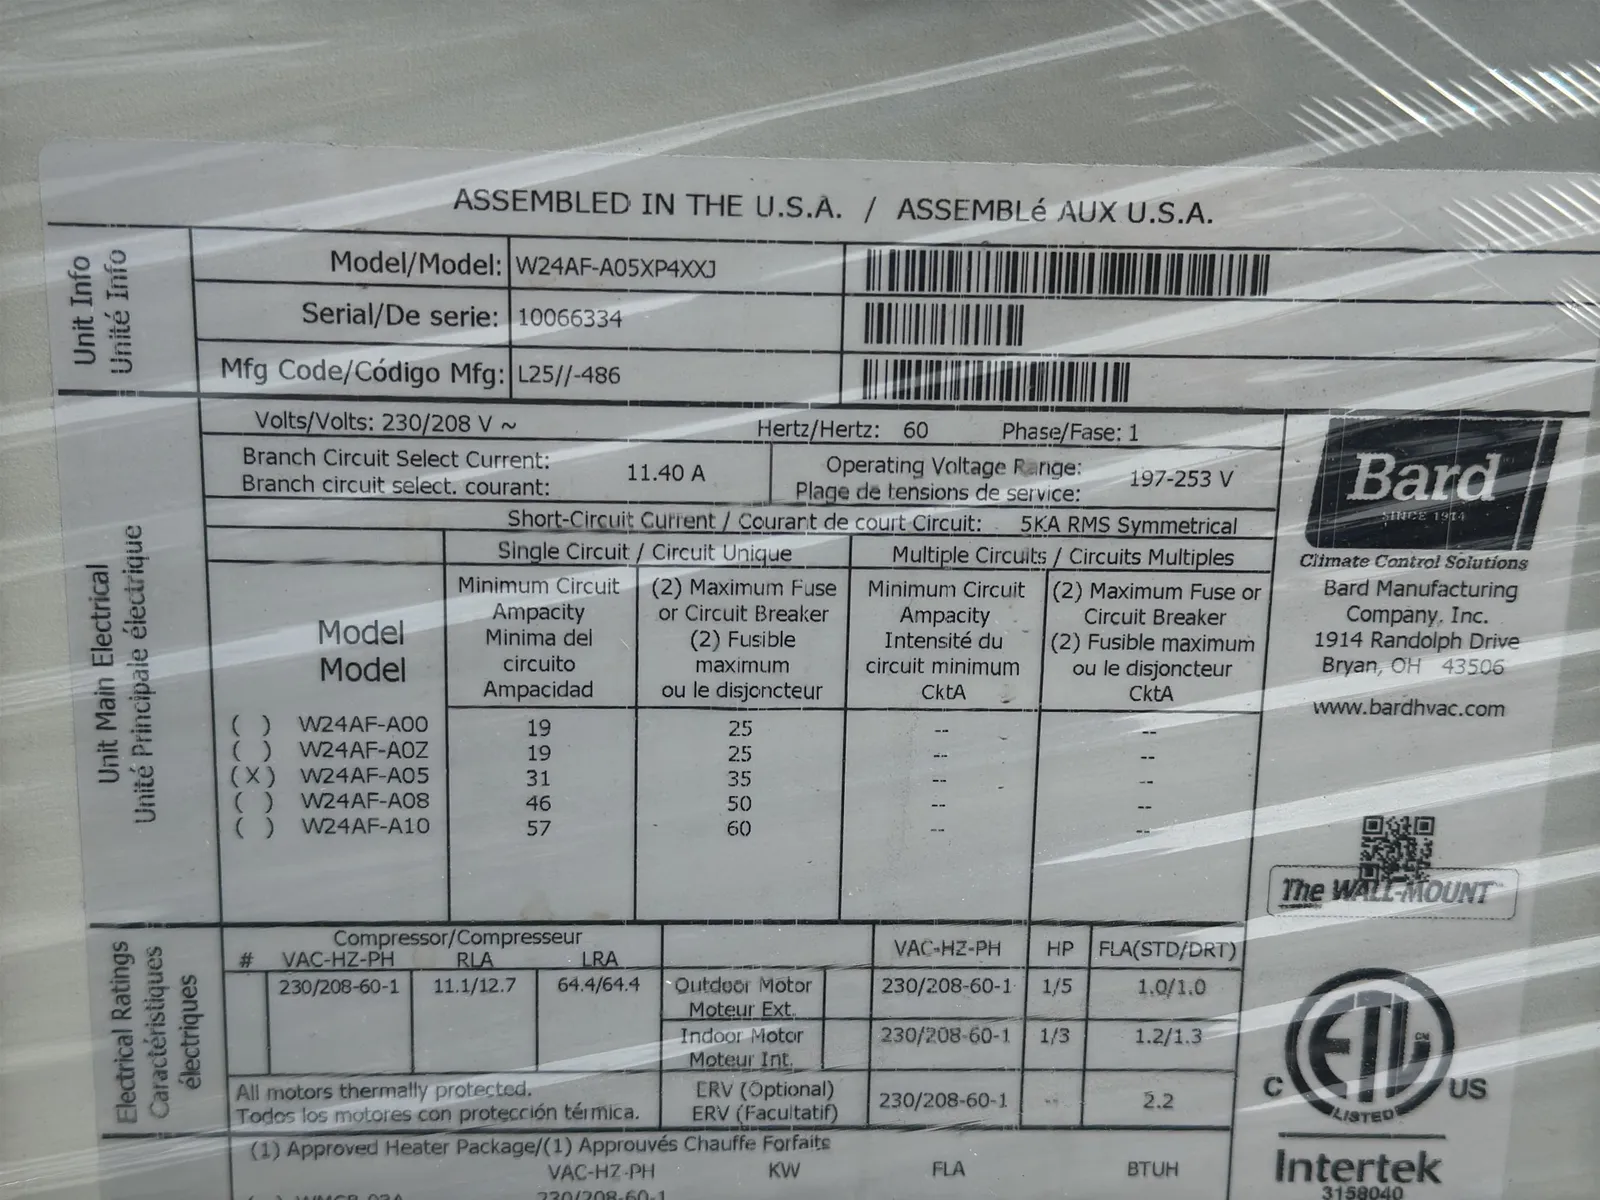 ASSEMBLED IN THE U.S.A. / ASSEMBLé AUX U.S.A.
Unit Info
Unité Info
Model/Model: W24AF-A05XP4XXJ
Serial/De serie: 10066334
Mfg Code/Código Mfg: L25//-486
Unit Main Electrical
Unité Principale électrique
Volts/Volts: 230/208 V ~ Hertz/Hertz: 60 Phase/Fase: 1
Branch Circuit Select Current:
Branch circuit select. courant:
11.40 A
Operating Voltage Range:
Plage de tensions de service:
197-253 V
Short-Circuit Current / Courant de court Circuit: 5KA RMS Symmetrical
Single Circuit / Circuit Unique Multiple Circuits / Circuits Multiples
Model
Model
Minimum Circuit
Ampacity
Minima del
circuito
Ampacidad
(2) Maximum Fuse
or Circuit Breaker
(2) Fusible
maximum
ou le disjoncteur
Minimum Circuit
Ampacity
Intensité du
circuit minimum
CktA
(2) Maximum Fuse or
Circuit Breaker
(2) Fusible maximum
ou le disjoncteur
CktA
( ) W24AF-A00 19 25 -- --
( ) W24AF-A0Z 19 25 -- --
(X) W24AF-A05 31 35 -- --
( ) W24AF-A08 46 50 -- --
( ) W24AF-A10 57 60 -- --
Bard
SINCE 1914
Climate Control Solutions
Bard Manufacturing
Company, Inc.
1914 Randolph Drive
Bryan, OH 43506
www.bardhvac.com
The WALL-MOUNT
Electrical Ratings
Caractéristiques
électriques
Compressor/Compresseur
# VAC-HZ-PH RLA LRA
230/208-60-1 11.1/12.7 64.4/64.4
All motors thermally protected.
Todos los motores con protección térmica.
VAC-HZ-PH HP FLA(STD/DRT)
Outdoor Motor
Moteur Ext.
230/208-60-1 1/5 1.0/1.0
Indoor Motor
Moteur Int.
230/208-60-1 1/3 1.2/1.3
ERV (Optional)
ERV (Facultatif)
230/208-60-1 -- 2.2
(1) Approved Heater Package/(1) Approuvés Chauffe Forfaits
VAC-HZ-PH KW FLA BTUH
230/208-60-1
C ETL CM US
LISTED
Intertek
3158040